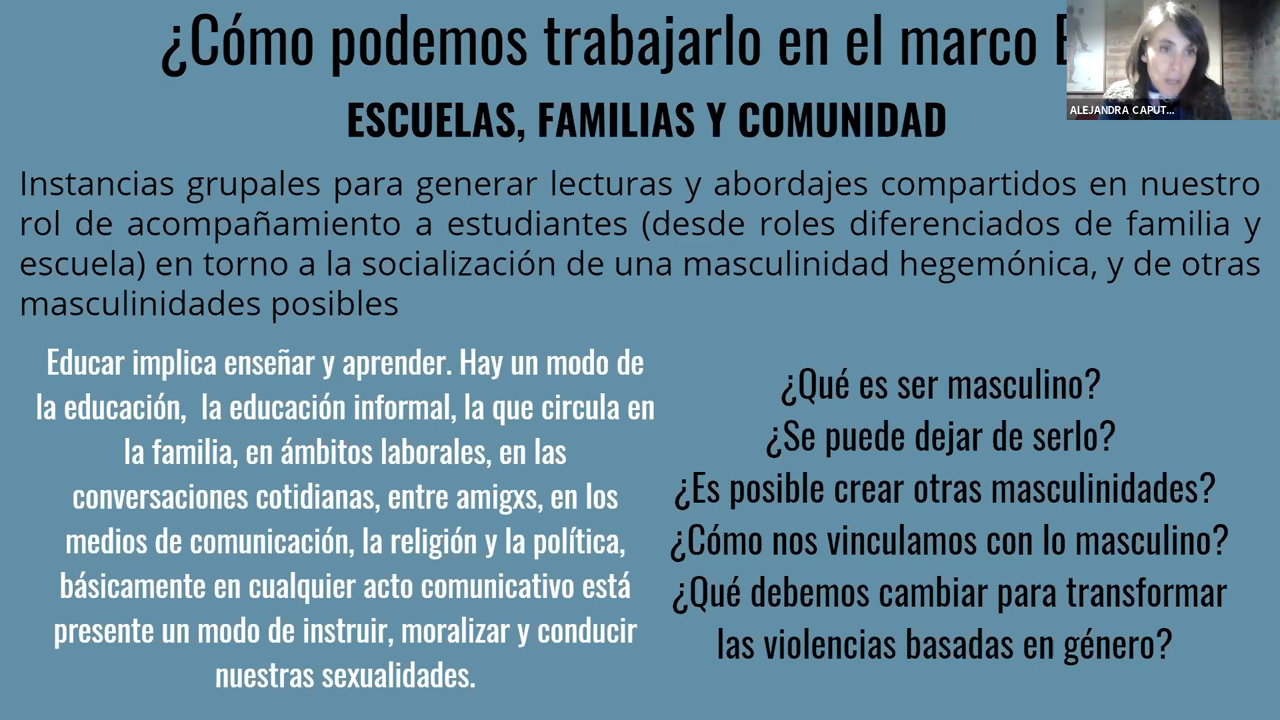 ¿Cómo podemos trabajarlo en el marco
ALEJANDRA CAPUT...
ESCUELAS, FAMILIAS Y COMUNIDAD
Instancias grupales para generar lecturas y abordajes compartidos en nuestro
rol de acompañamiento a estudiantes (desde roles diferenciados de familia y
escuela) en torno a la socialización de una masculinidad hegemónica, y de otras
masculinidades posibles
Educar implica enseñar y aprender. Hay un modo de
la educación, la educación informal, la que circula en
la familia, en ámbitos laborales, en las
conversaciones cotidianas, entre amigxs, en los
medios de comunicación, la religión y la política,
básicamente en cualquier acto comunicativo está
presente un modo de instruir, moralizar y conducir
nuestras sexualidades.
¿Qué es ser masculino?
¿Se puede dejar de serlo?
¿Es posible crear otras masculinidades?
¿Cómo nos vinculamos con lo masculino?
¿Qué debemos cambiar para transformar
las violencias basadas en género?